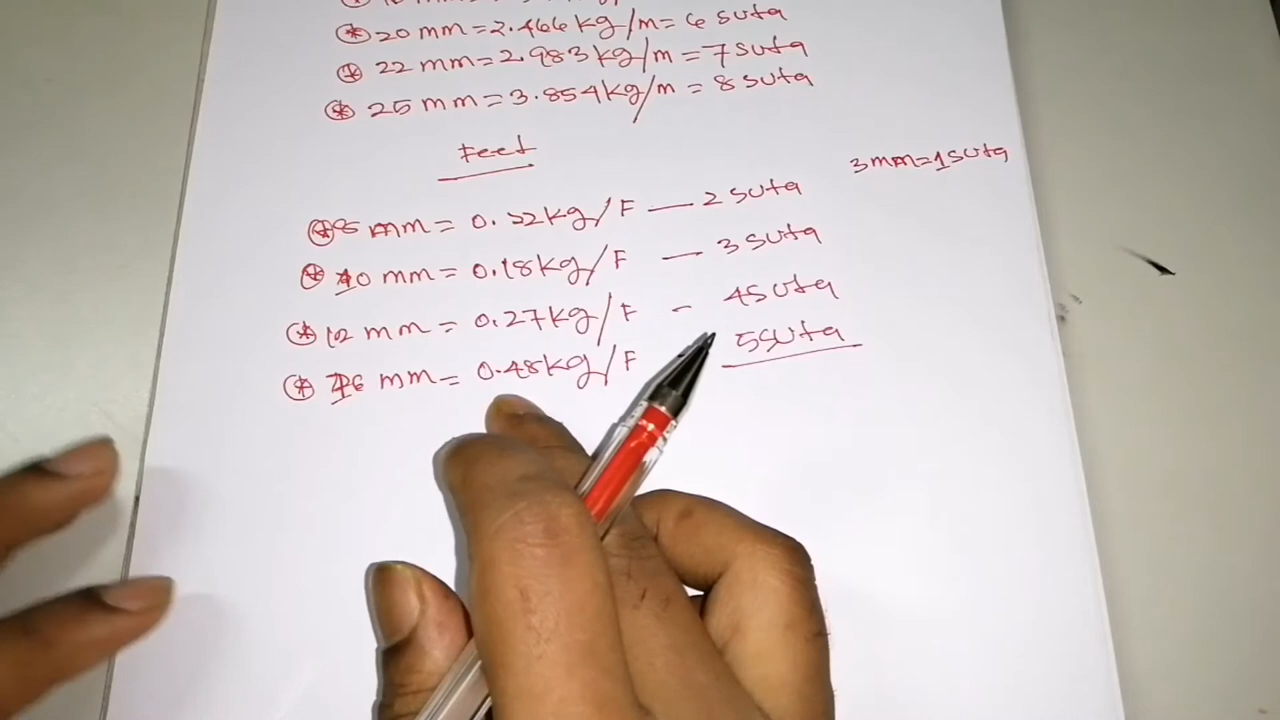 * 20 mm = 2.466 kg/m = 6 suta
* 22 mm = 2.983 kg/m = 7 suta
* 25 mm = 3.854 kg/m = 8 suta
Feet
3 mm = 1 suta
* 8 mm = 0.22 kg/F — 2 suta
* 10 mm = 0.18 kg/F — 3 suta
* 12 mm = 0.27 kg/F - 4 suta
* 16 mm = 0.48 kg/F 5 suta